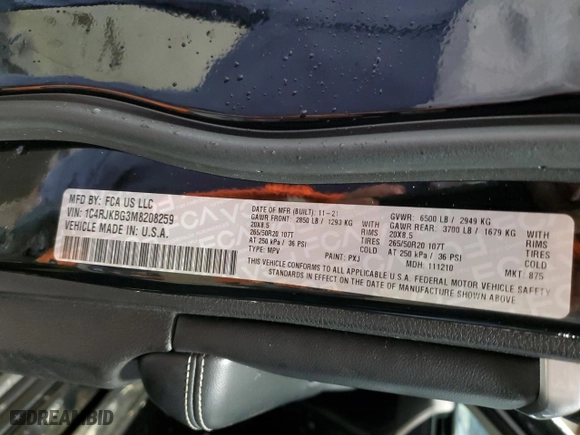 MFD BY: FCA US LLC
VIN: 1C4RJKBG3M8208259
VEHICLE MADE IN: U.S.A.
DATE OF MFR (BUILT): 11-21
GAWR FRONT: 2850 LB / 1293 KG WITH
20X8.5 RIMS
265/50R20 107T TIRES
AT 250 kPa / 36 PSI COLD
TYPE: MPV PAINT: PXJ
GVWR: 6500 LB / 2949 KG
GAWR REAR: 3700 LB / 1679 KG WITH
20X8.5 RIMS
265/50R20 107T TIRES
AT 250 kPa / 36 PSI COLD
MDH: 111210 MKT: 875
THIS VEHICLE CONFORMS TO ALL APPLICABLE U.S.A. FEDERAL MOTOR VEHICLE SAFETY
STANDARDS IN EFFECT ON THE DATE OF MANUFACTURE SHOWN ABOVE
DREAMBID